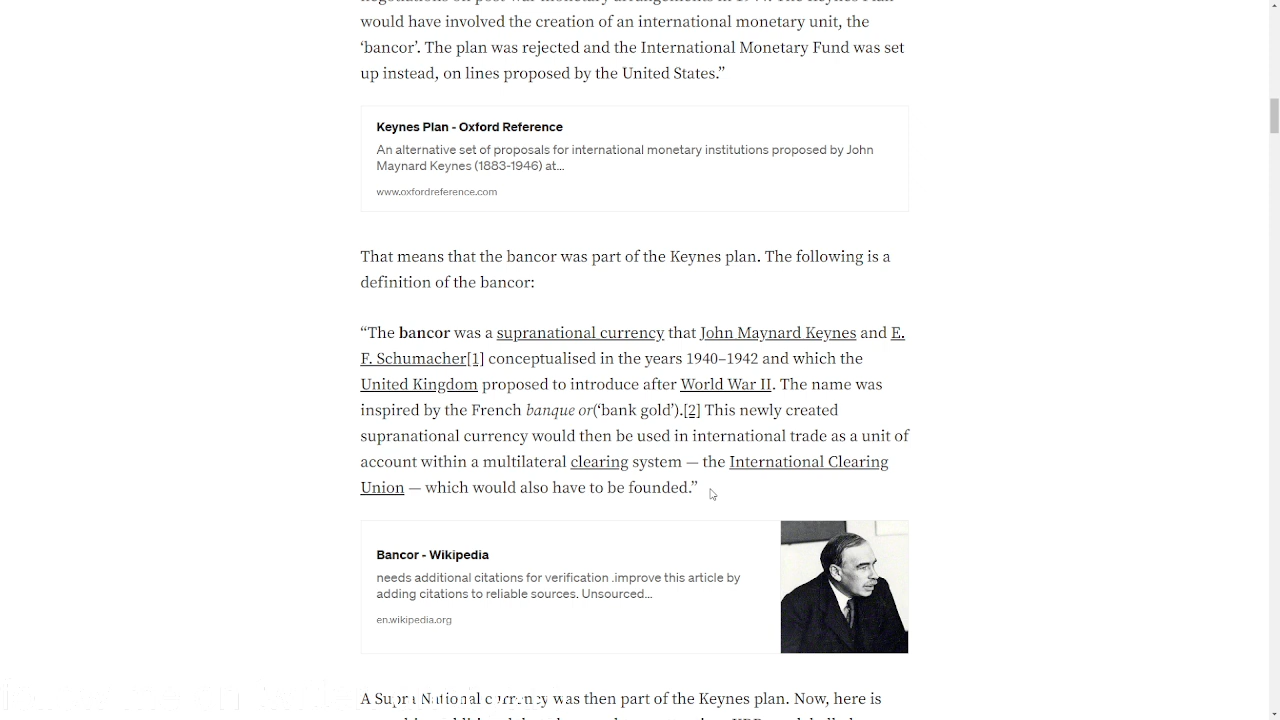 would have involved the creation of an international monetary unit, the
‘bancor’. The plan was rejected and the International Monetary Fund was set
up instead, on lines proposed by the United States.”
Keynes Plan - Oxford Reference
An alternative set of proposals for international monetary institutions proposed by John
Maynard Keynes (1883-1946) at...
www.oxfordreference.com
That means that the bancor was part of the Keynes plan. The following is a
definition of the bancor:
“The bancor was a supranational currency that John Maynard Keynes and E.
F. Schumacher[1] conceptualised in the years 1940–1942 and which the
United Kingdom proposed to introduce after World War II. The name was
inspired by the French banque or(‘bank gold’).[2] This newly created
supranational currency would then be used in international trade as a unit of
account within a multilateral clearing system — the International Clearing
Union — which would also have to be founded.”
Bancor - Wikipedia
needs additional citations for verification .improve this article by
adding citations to reliable sources. Unsourced...
en.wikipedia.org
A Supra National currency was then part of the Keynes plan. Now, here is